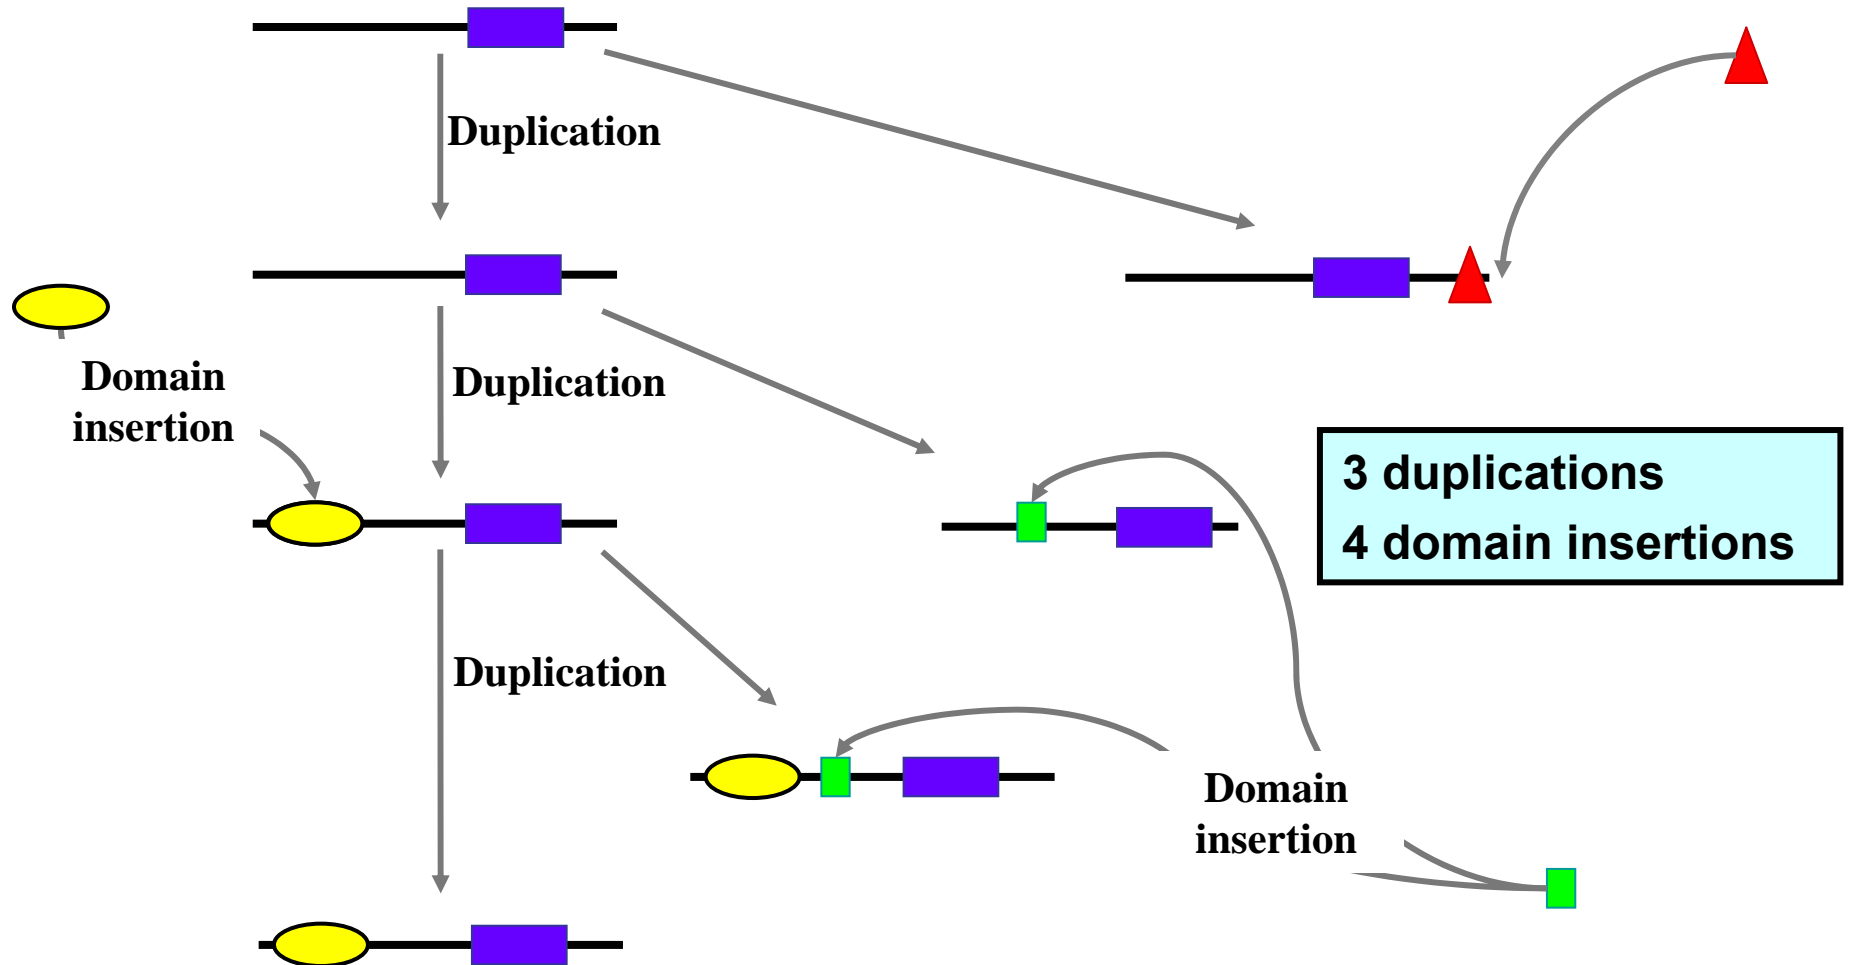 Duplication
Domain
insertion
Duplication
3 duplications
4 domain insertions
Duplication
Domain
insertion